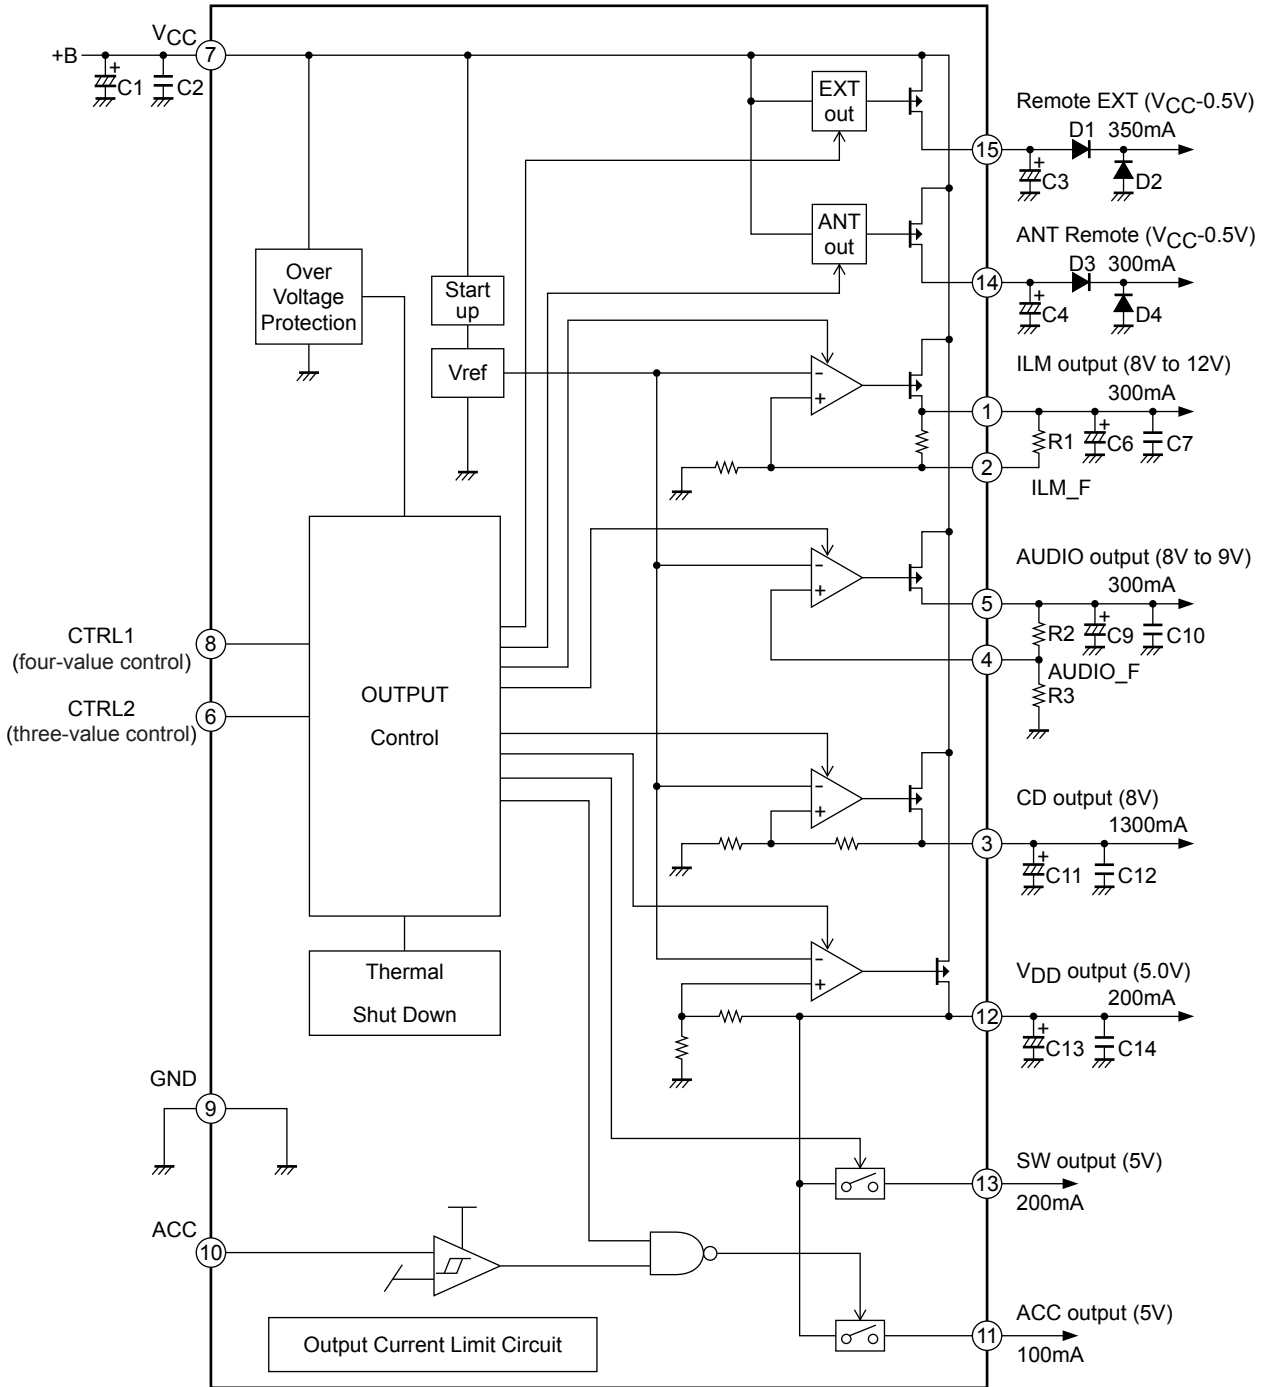 VCC
+B
7
C1
C2
EXT
out
Remote EXT (VCC-0.5V)
D1
350mA
15
C3
D2
ANT
out
ANT Remote (VCC-0.5V)
D3
300mA
14
C4
D4
Over
Voltage
Protection
Start
up
Vref
-
+
ILM output (8V to 12V)
300mA
1
R1
C6
C7
2
ILM_F
-
+
AUDIO output (8V to 9V)
300mA
5
R2
C9
C10
4
AUDIO_F
R3
CTRL1
(four-value control)
8
CTRL2
(three-value control)
6
OUTPUT
Control
-
+
CD output (8V)
1300mA
3
C11
C12
Thermal
Shut Down
-
+
VDD output (5.0V)
200mA
12
C13
C14
GND
9
SW output (5V)
13
200mA
ACC
10
ACC output (5V)
11
100mA
Output Current Limit Circuit